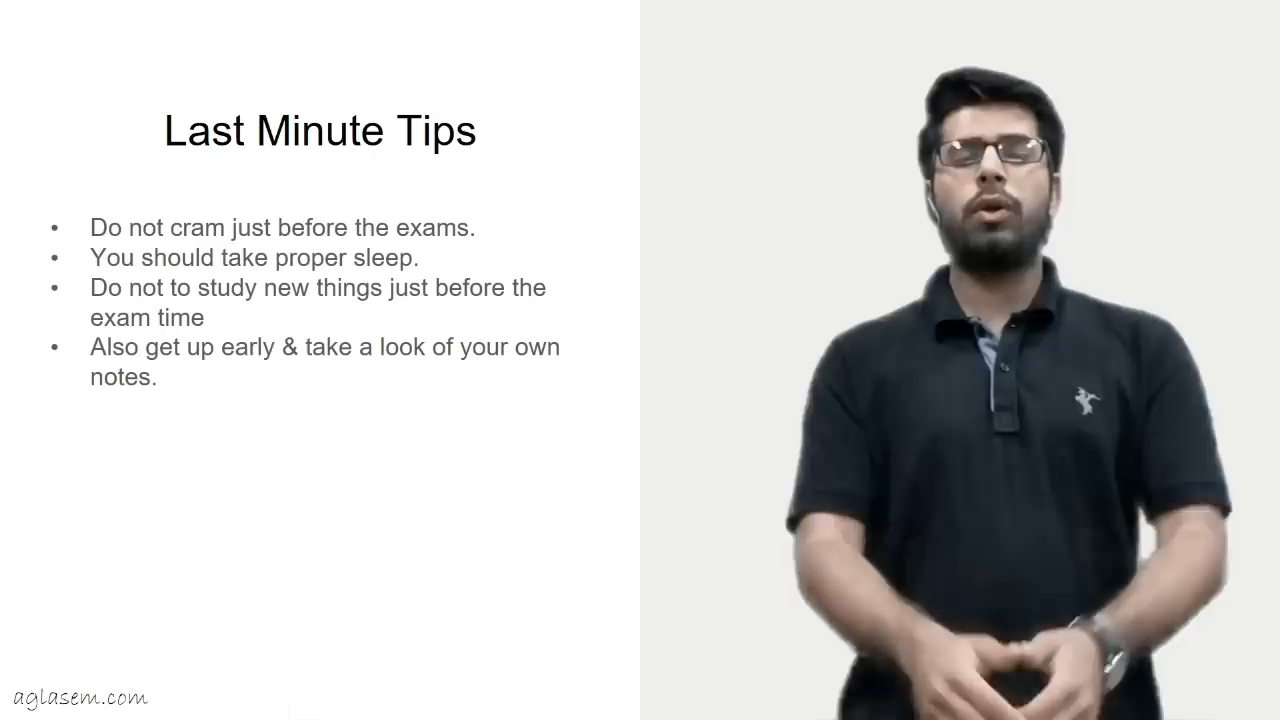 Last Minute Tips
• Do not cram just before the exams.
• You should take proper sleep.
• Do not to study new things just before the
exam time
• Also get up early & take a look of your own
notes.
aglasem.com